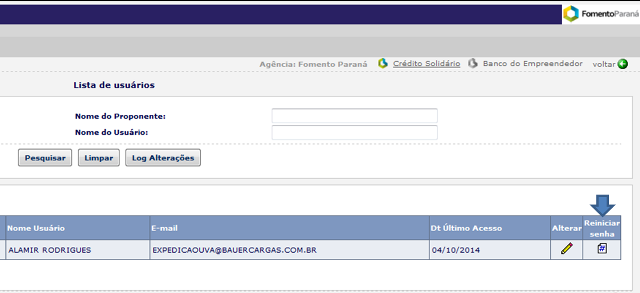 FomentoParaná
Agência: Fomento Paraná Crédito Solidário Banco do Empreendedor voltar
Lista de usuários
Nome do Proponente:
Nome do Usuário:
Pesquisar Limpar Log Alterações
Nome Usuário E-mail Dt Último Acesso Alterar Reiniciar senha
ALAMIR RODRIGUES EXPEDICAOUVA@BAUERCARGAS.COM.BR 04/10/2014